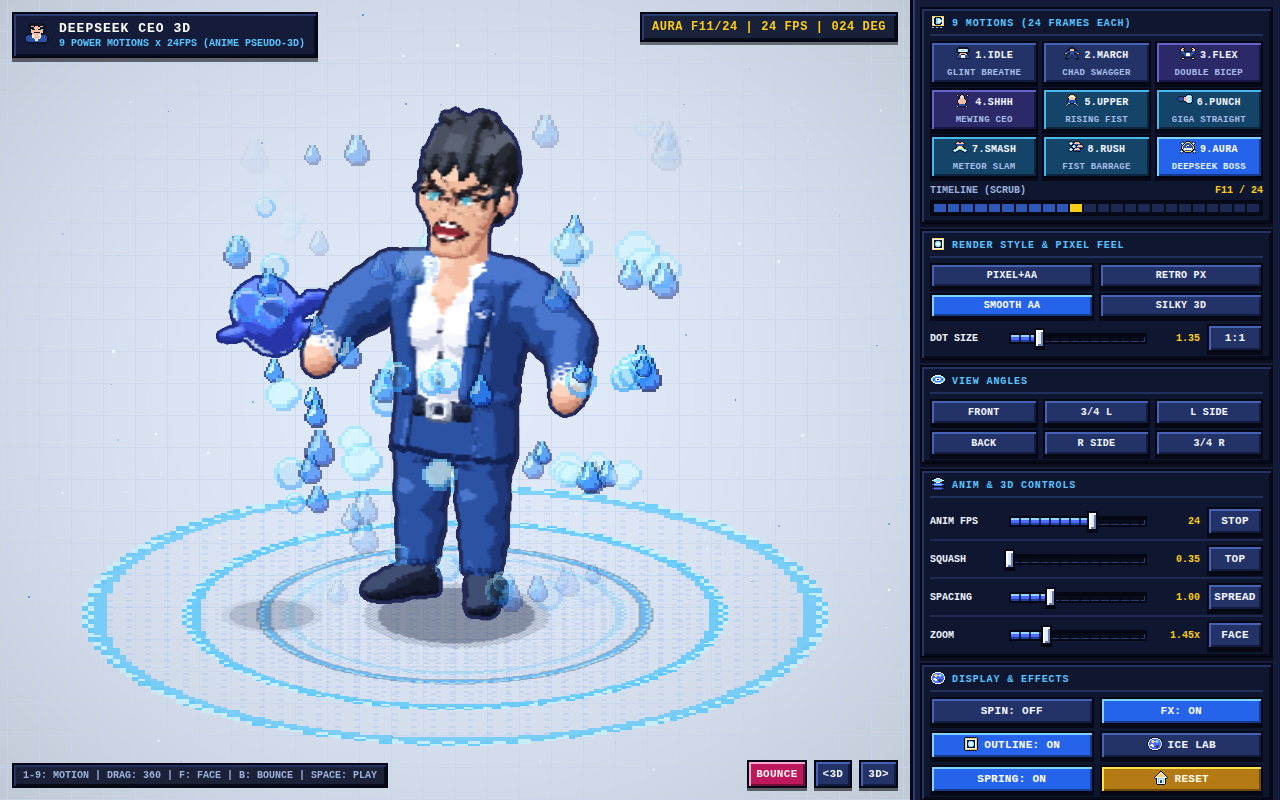 DEEPSEEK CEO 3D
9 POWER MOTIONS x 24FPS (ANIME PSEUDO-3D)
AURA F11/24 | 24 FPS | 024 DEG
9 MOTIONS (24 FRAMES EACH)
1.IDLE
GLINT BREATHE
2.MARCH
CHAD SWAGGER
3.FLEX
DOUBLE BICEP
4.SHHH
MEWING CEO
5.UPPER
RISING FIST
6.PUNCH
GIGA STRAIGHT
7.SMASH
METEOR SLAM
8.RUSH
FIST BARRAGE
9.AURA
DEEPSEEK BOSS
TIMELINE (SCRUB) F11 / 24
RENDER STYLE & PIXEL FEEL
PIXEL+AA RETRO PX
SMOOTH AA SILKY 3D
DOT SIZE 1.35 1:1
VIEW ANGLES
FRONT 3/4 L L SIDE
BACK R SIDE 3/4 R
ANIM & 3D CONTROLS
ANIM FPS 24 STOP
SQUASH 0.35 TOP
SPACING 1.00 SPREAD
ZOOM 1.45x FACE
DISPLAY & EFFECTS
SPIN: OFF FX: ON
OUTLINE: ON ICE LAB
SPRING: ON RESET
1-9: MOTION | DRAG: 360 | F: FACE | B: BOUNCE | SPACE: PLAY
BOUNCE <3D 3D>